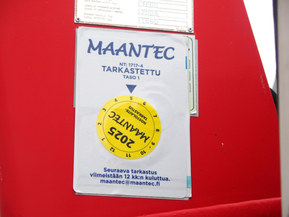 MAANTEC
NT: 1717-4
TARKASTETTU
TASO 1
2025
MAANTEC
Seuraava tarkastus
viimeistään 12 kk:n kuluttua.
maantec@maantec.fi